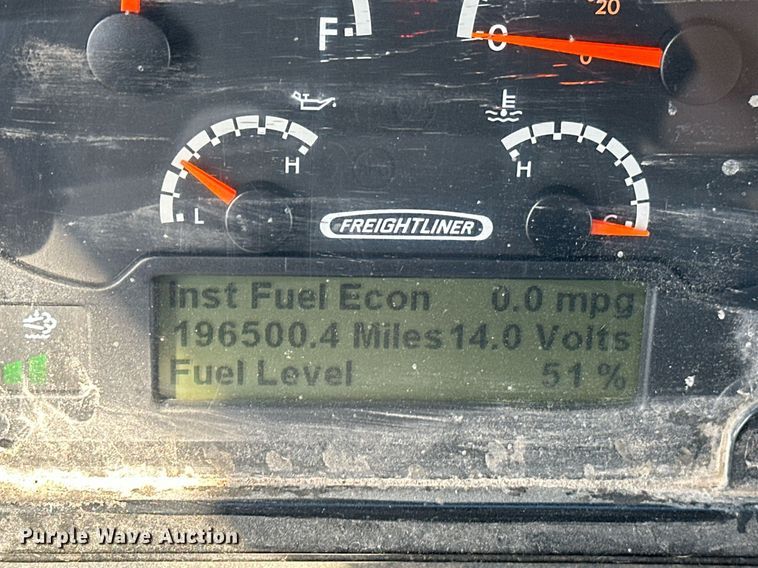 20
F
0
0
H
H
L
C
FREIGHTLINER
Inst Fuel Econ 0.0 mpg
196500.4 Miles 14.0 Volts
Fuel Level 51 %
Purple Wave Auction